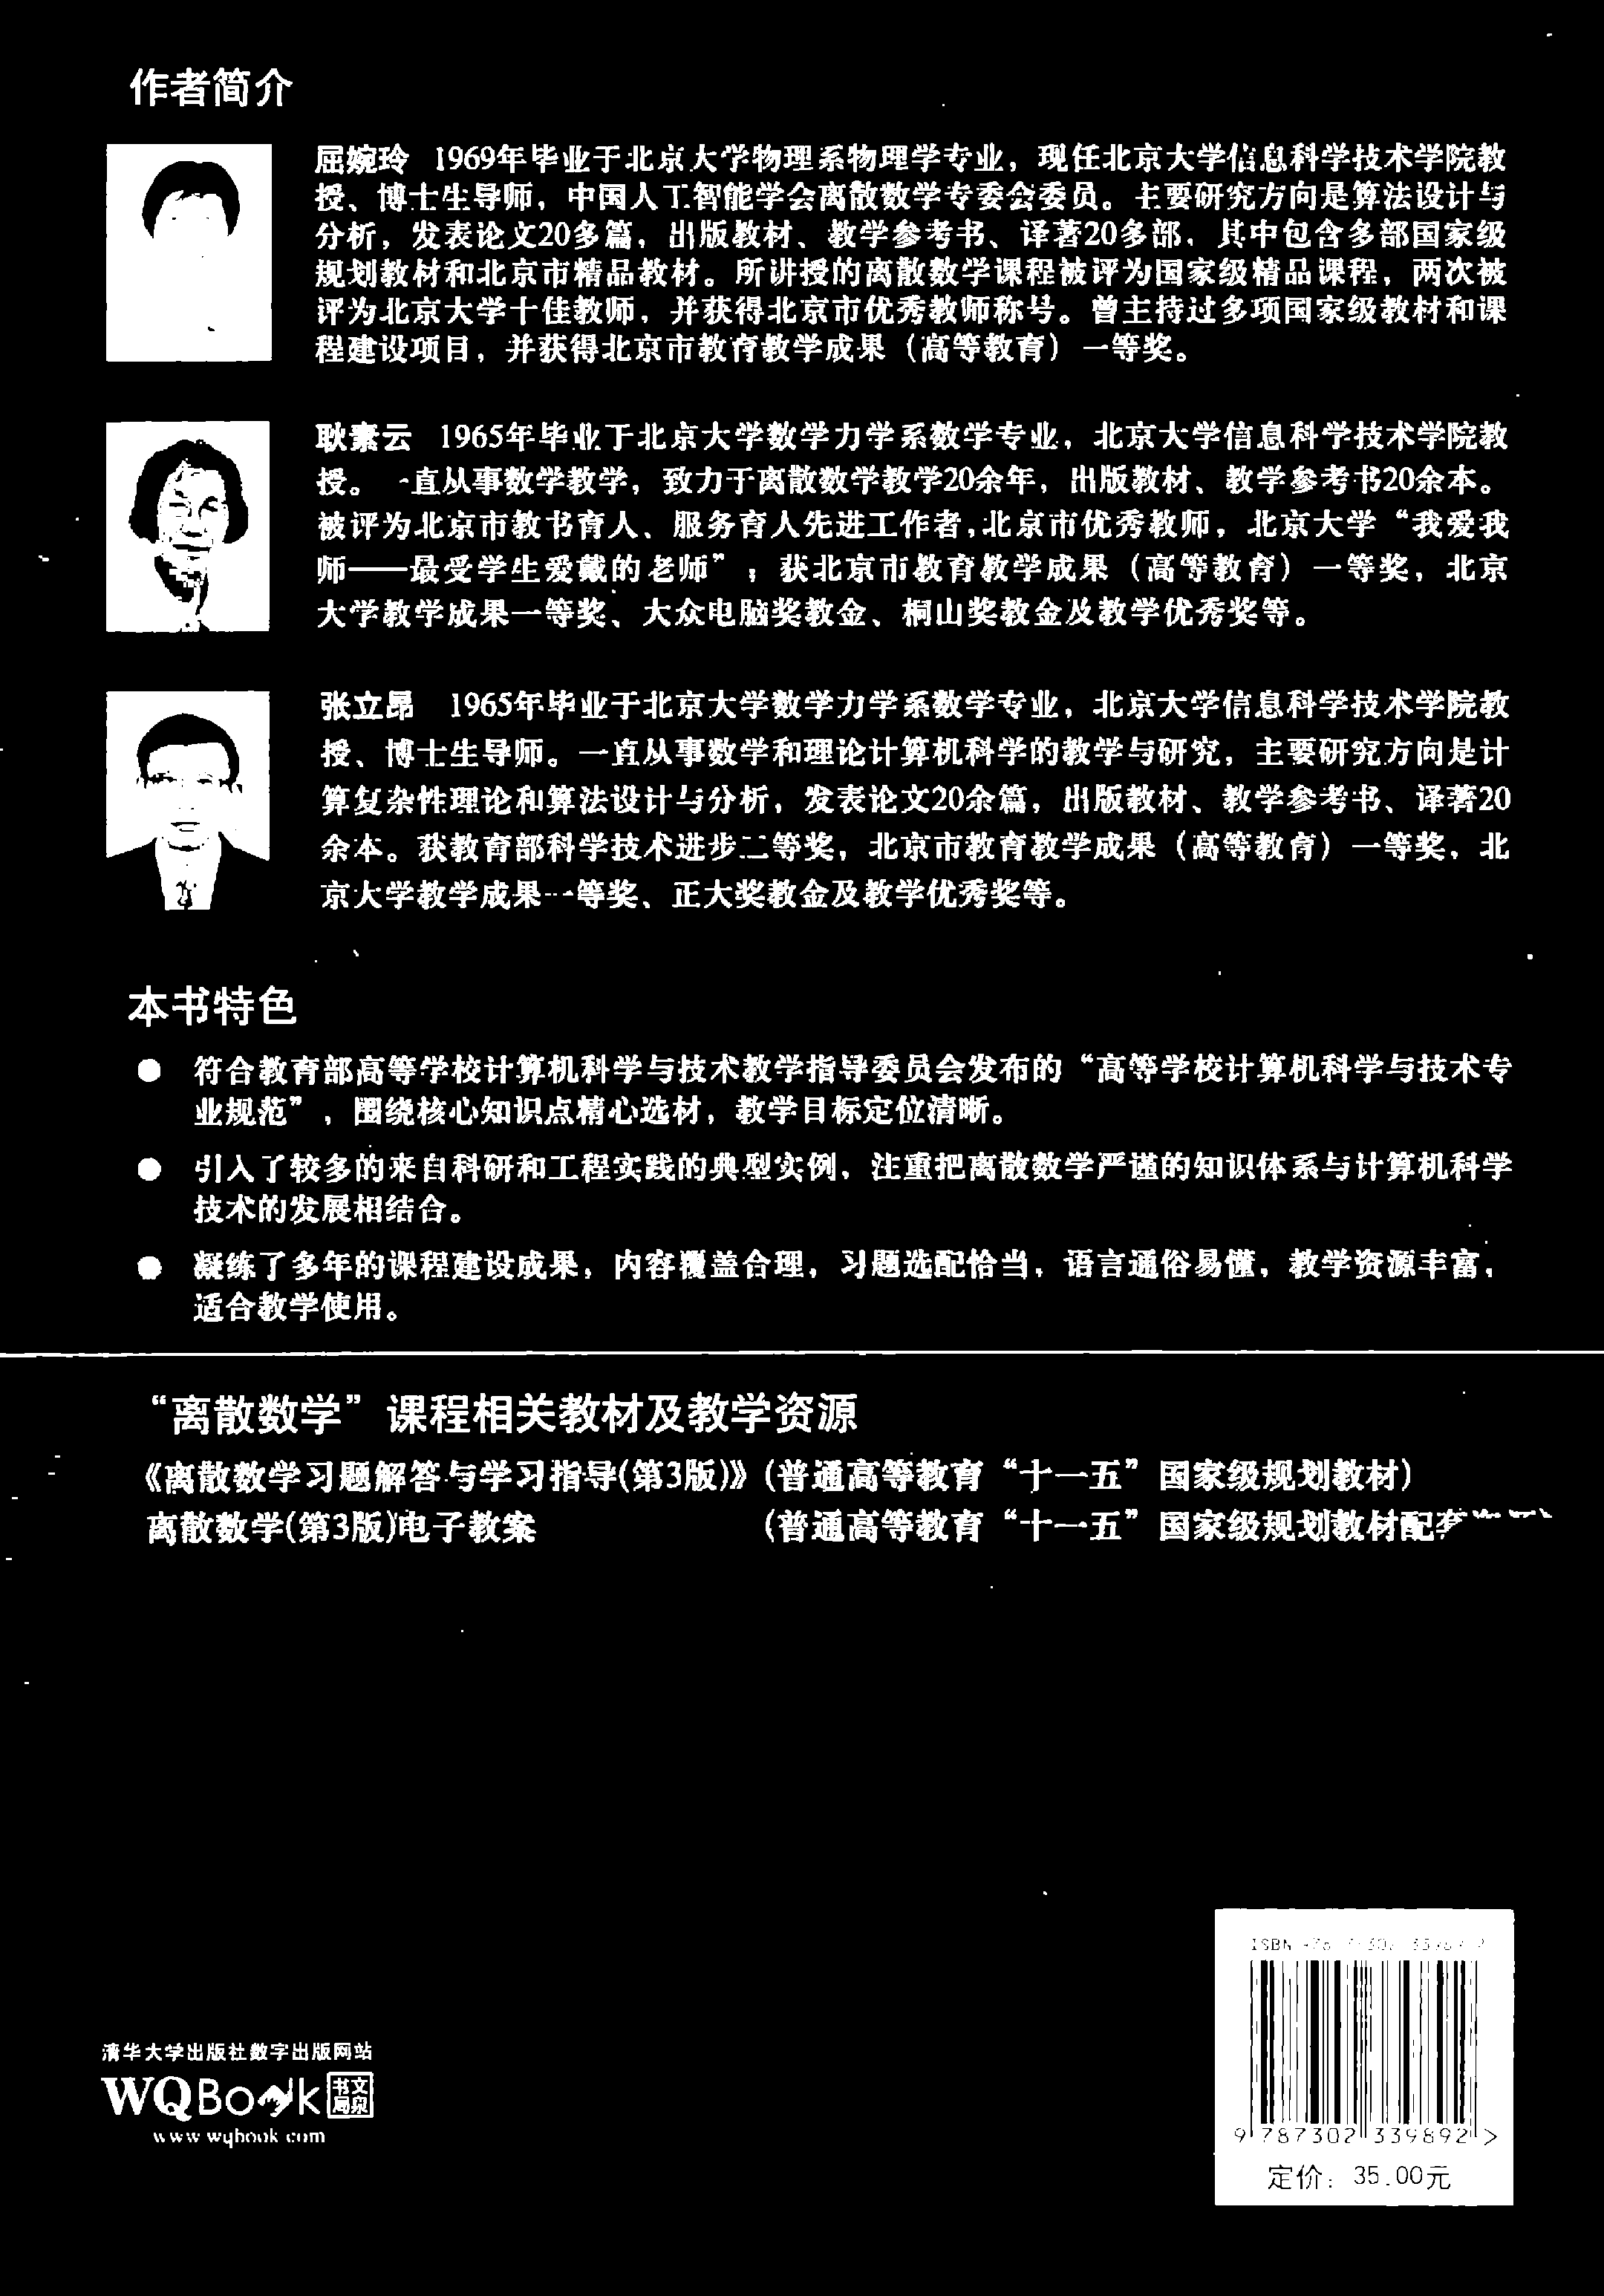 作者简介
屈婉玲 1969年毕业于北京大学物理系物理学专业，现任北京大学信息科学技术学院教
授、博士生导师，中国人工智能学会离散数学专委会委员。主要研究方向是算法设计与
分析，发表论文20多篇，出版教材、教学参考书、译著20多部，其中包含多部国家级
规划教材和北京市精品教材。所讲授的离散数学课程被评为国家级精品课程，两次被
评为北京大学十佳教师，并获得北京市优秀教师称号。曾主持过多项国家级教材和课
程建设项目，并获得北京市教育教学成果（高等教育）一等奖。
耿素云 1965年毕业于北京大学数学力学系数学专业，北京大学信息科学技术学院教
授。一直从事数学教学，致力于离散数学教学20余年，出版教材、教学参考书20余本。
被评为北京市教书育人、服务育人先进工作者，北京市优秀教师，北京大学“我爱我
师——最受学生爱戴的老师”；获北京市教育教学成果（高等教育）一等奖，北京
大学教学成果一等奖、大众电脑奖教金、桐山奖教金及教学优秀奖等。
张立昂 1965年毕业于北京大学数学力学系数学专业，北京大学信息科学技术学院教
授、博士生导师。一直从事数学和理论计算机科学的教学与研究，主要研究方向是计
算复杂性理论和算法设计与分析，发表论文20余篇，出版教材、教学参考书、译著20
余本。获教育部科学技术进步二等奖，北京市教育教学成果（高等教育）一等奖，北
京大学教学成果一等奖、正大奖教金及教学优秀奖等。
本书特色
● 符合教育部高等学校计算机科学与技术教学指导委员会发布的“高等学校计算机科学与技术专
业规范”，围绕核心知识点精心选材，教学目标定位清晰。
● 引入了较多的来自科研和工程实践的典型实例，注重把离散数学严谨的知识体系与计算机科学
技术的发展相结合。
● 凝练了多年的课程建设成果，内容覆盖合理，习题选配恰当，语言通俗易懂，教学资源丰富，
适合教学使用。
“离散数学”课程相关教材及教学资源
《离散数学习题解答与学习指导(第3版)》(普通高等教育“十一五”国家级规划教材)
离散数学(第3版)电子教案 (普通高等教育“十一五”国家级规划教材配
ISBN
9 787302 339892 >
定价：35.00元
清华大学出版社数字出版网站
WQBook 书文局泉
www.wqbook.com